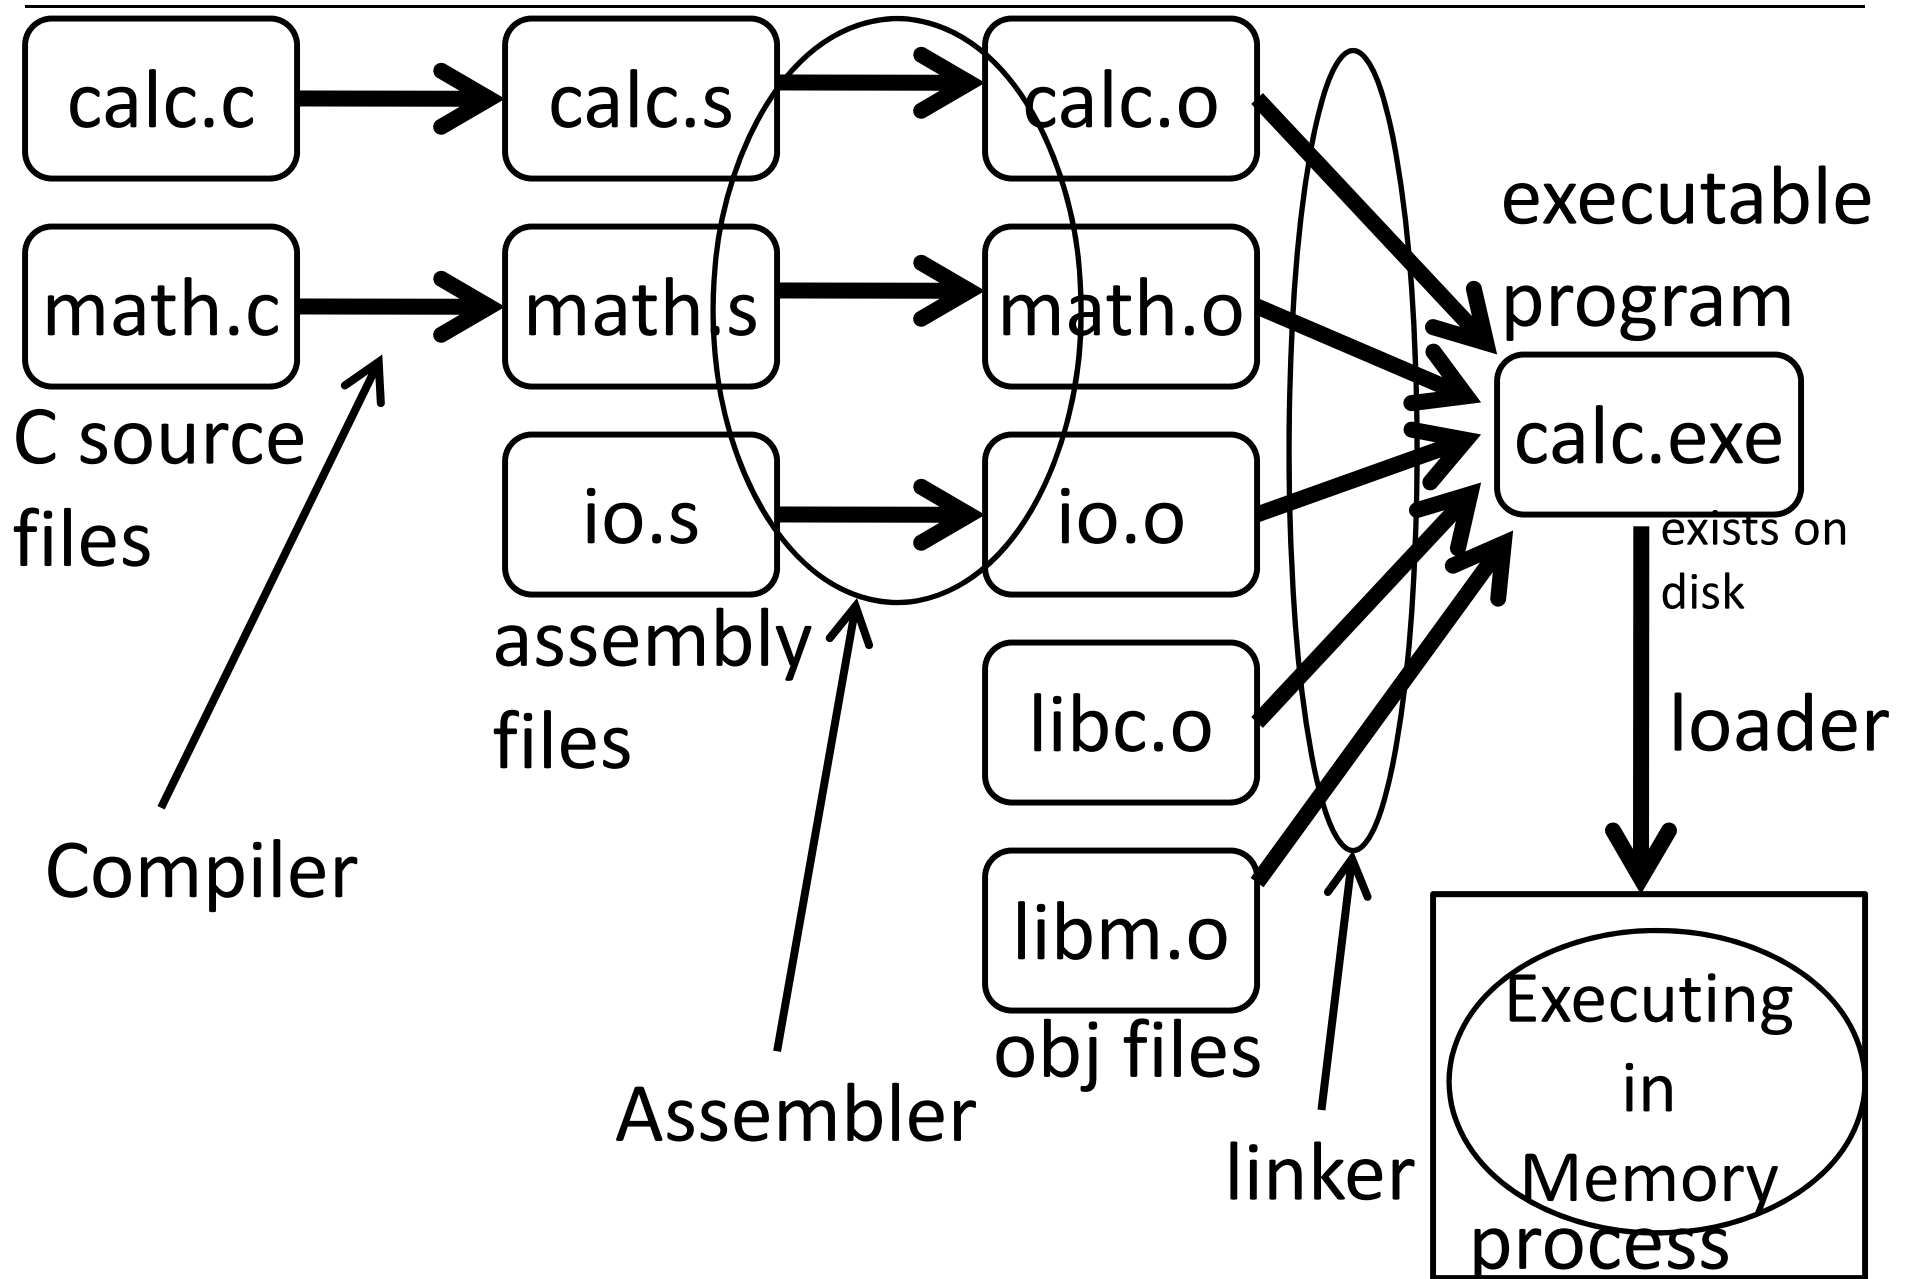 calc.c
calc.s
calc.o
math.c
math.s
math.o
C source
files
io.s
io.o
assembly
files
libc.o
libm.o
obj files
executable
program
calc.exe
exists on
disk
loader
Compiler
Assembler
linker
Executing
in
Memory
process